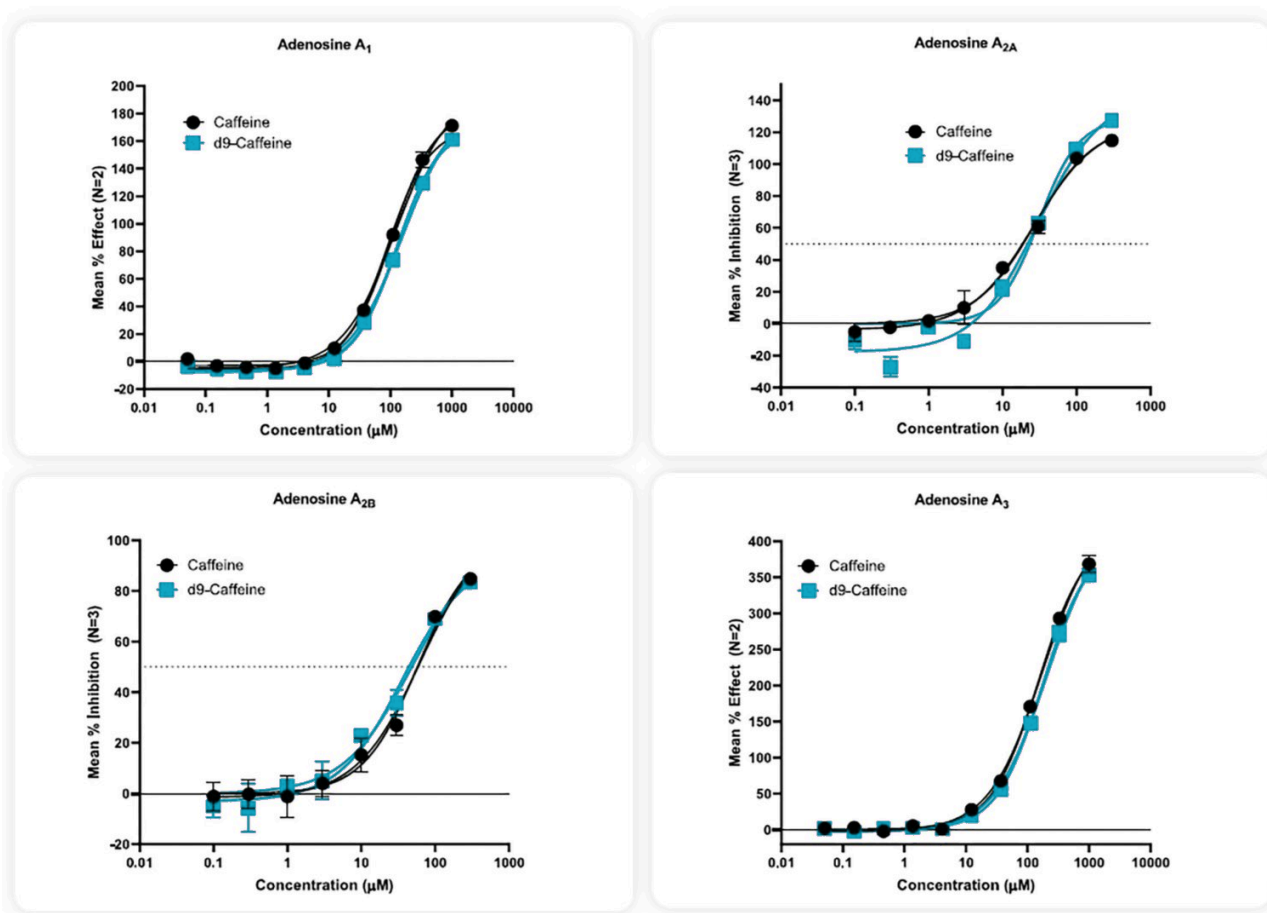 Adenosine A₁
Mean % Effect (N=2)
200
180
160
140
120
100
80
60
40
20
0
-20
Caffeine
d9-Caffeine
0.01 0.1 1 10 100 1000 10000
Concentration (µM)
Adenosine A₂A
Mean % Inhibition (N=3)
140
120
100
80
60
40
20
0
-20
-40
Caffeine
d9-Caffeine
0.01 0.1 1 10 100 1000
Concentration (µM)
Adenosine A₂B
Mean % Inhibition (N=3)
100
80
60
40
20
0
-20
Caffeine
d9-Caffeine
0.01 0.1 1 10 100 1000
Concentration (µM)
Adenosine A₃
Mean % Effect (N=2)
400
350
300
250
200
150
100
50
0
Caffeine
d9-Caffeine
0.01 0.1 1 10 100 1000 10000
Concentration (µM)